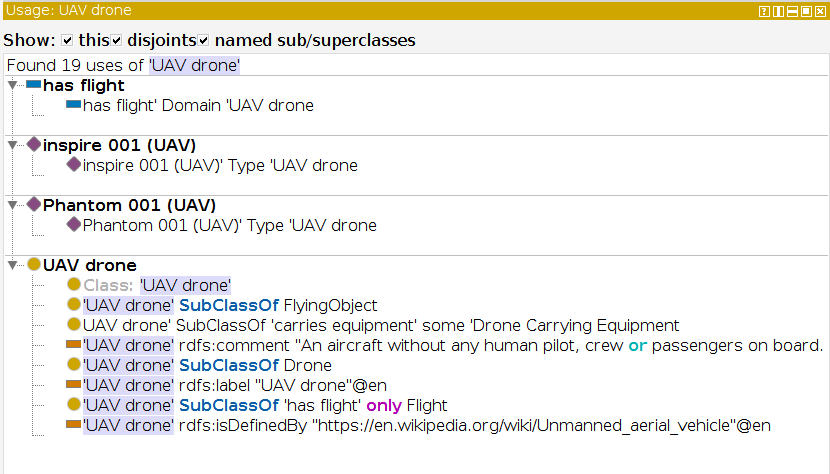 Usage: UAV drone
Show: this disjoints named sub/superclasses
Found 19 uses of 'UAV drone'
has flight
has flight' Domain 'UAV drone
inspire 001 (UAV)
inspire 001 (UAV)' Type 'UAV drone
Phantom 001 (UAV)
Phantom 001 (UAV)' Type 'UAV drone
UAV drone
Class: 'UAV drone'
'UAV drone' SubClassOf FlyingObject
UAV drone' SubClassOf 'carries equipment' some 'Drone Carrying Equipment
'UAV drone' rdfs:comment "An aircraft without any human pilot, crew or passengers on board.
'UAV drone' SubClassOf Drone
'UAV drone' rdfs:label "UAV drone"@en
'UAV drone' SubClassOf 'has flight' only Flight
'UAV drone' rdfs:isDefinedBy "https://en.wikipedia.org/wiki/Unmanned_aerial_vehicle"@en